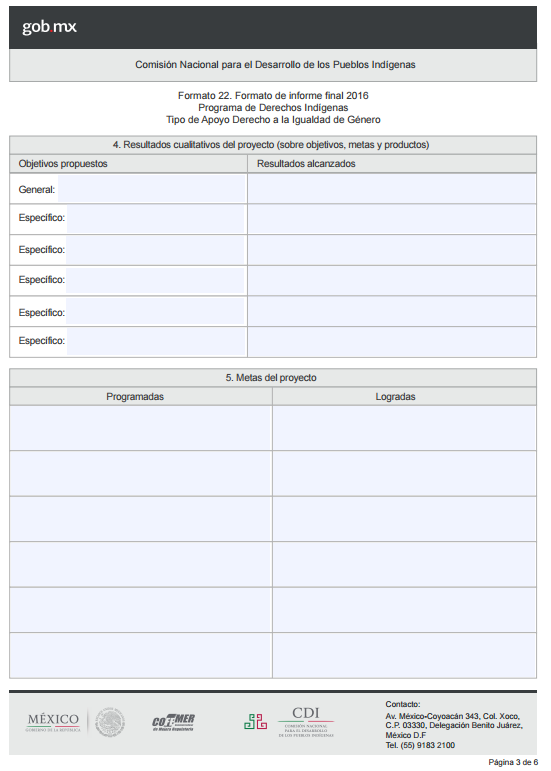 gob.mx
Comisión Nacional para el Desarrollo de los Pueblos Indígenas
Formato 22. Formato de informe final 2016
Programa de Derechos Indígenas
Tipo de Apoyo Derecho a la Igualdad de Género
4. Resultados cualitativos del proyecto (sobre objetivos, metas y productos)
Objetivos propuestos
Resultados alcanzados
General:
Específico:
Específico:
Específico:
Específico:
Específico:
5. Metas del proyecto
Programadas
Logradas
MÉXICO
GOBIERNO DE LA REPÚBLICA
COFEMER
de Mejora Regulatoria
CDI
COMISIÓN NACIONAL
PARA EL DESARROLLO
DE LOS PUEBLOS INDÍGENAS
Contacto:
Av. México-Coyoacán 343, Col. Xoco,
C.P. 03330, Delegación Benito Juárez,
México D.F
Tel. (55) 9183 2100
Página 3 de 6